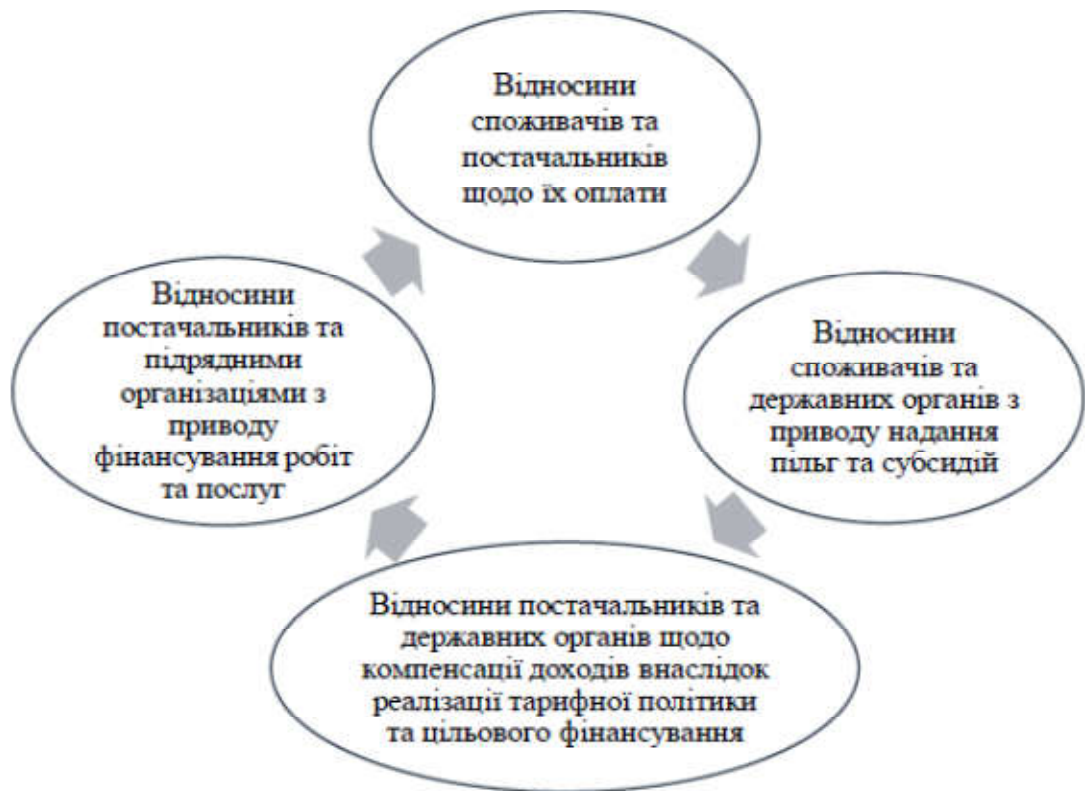 Відносини
споживачів та
постачальників
щодо їх оплати
Відносини
споживачів та
державних органів з
приводу надання
пільг та субсидій
Відносини постачальників та
державних органів щодо
компенсації доходів внаслідок
реалізації тарифної політики
та цільового фінансування
Відносини
постачальників та
підрядними
організаціями з
приводу
фінансування робіт
та послуг